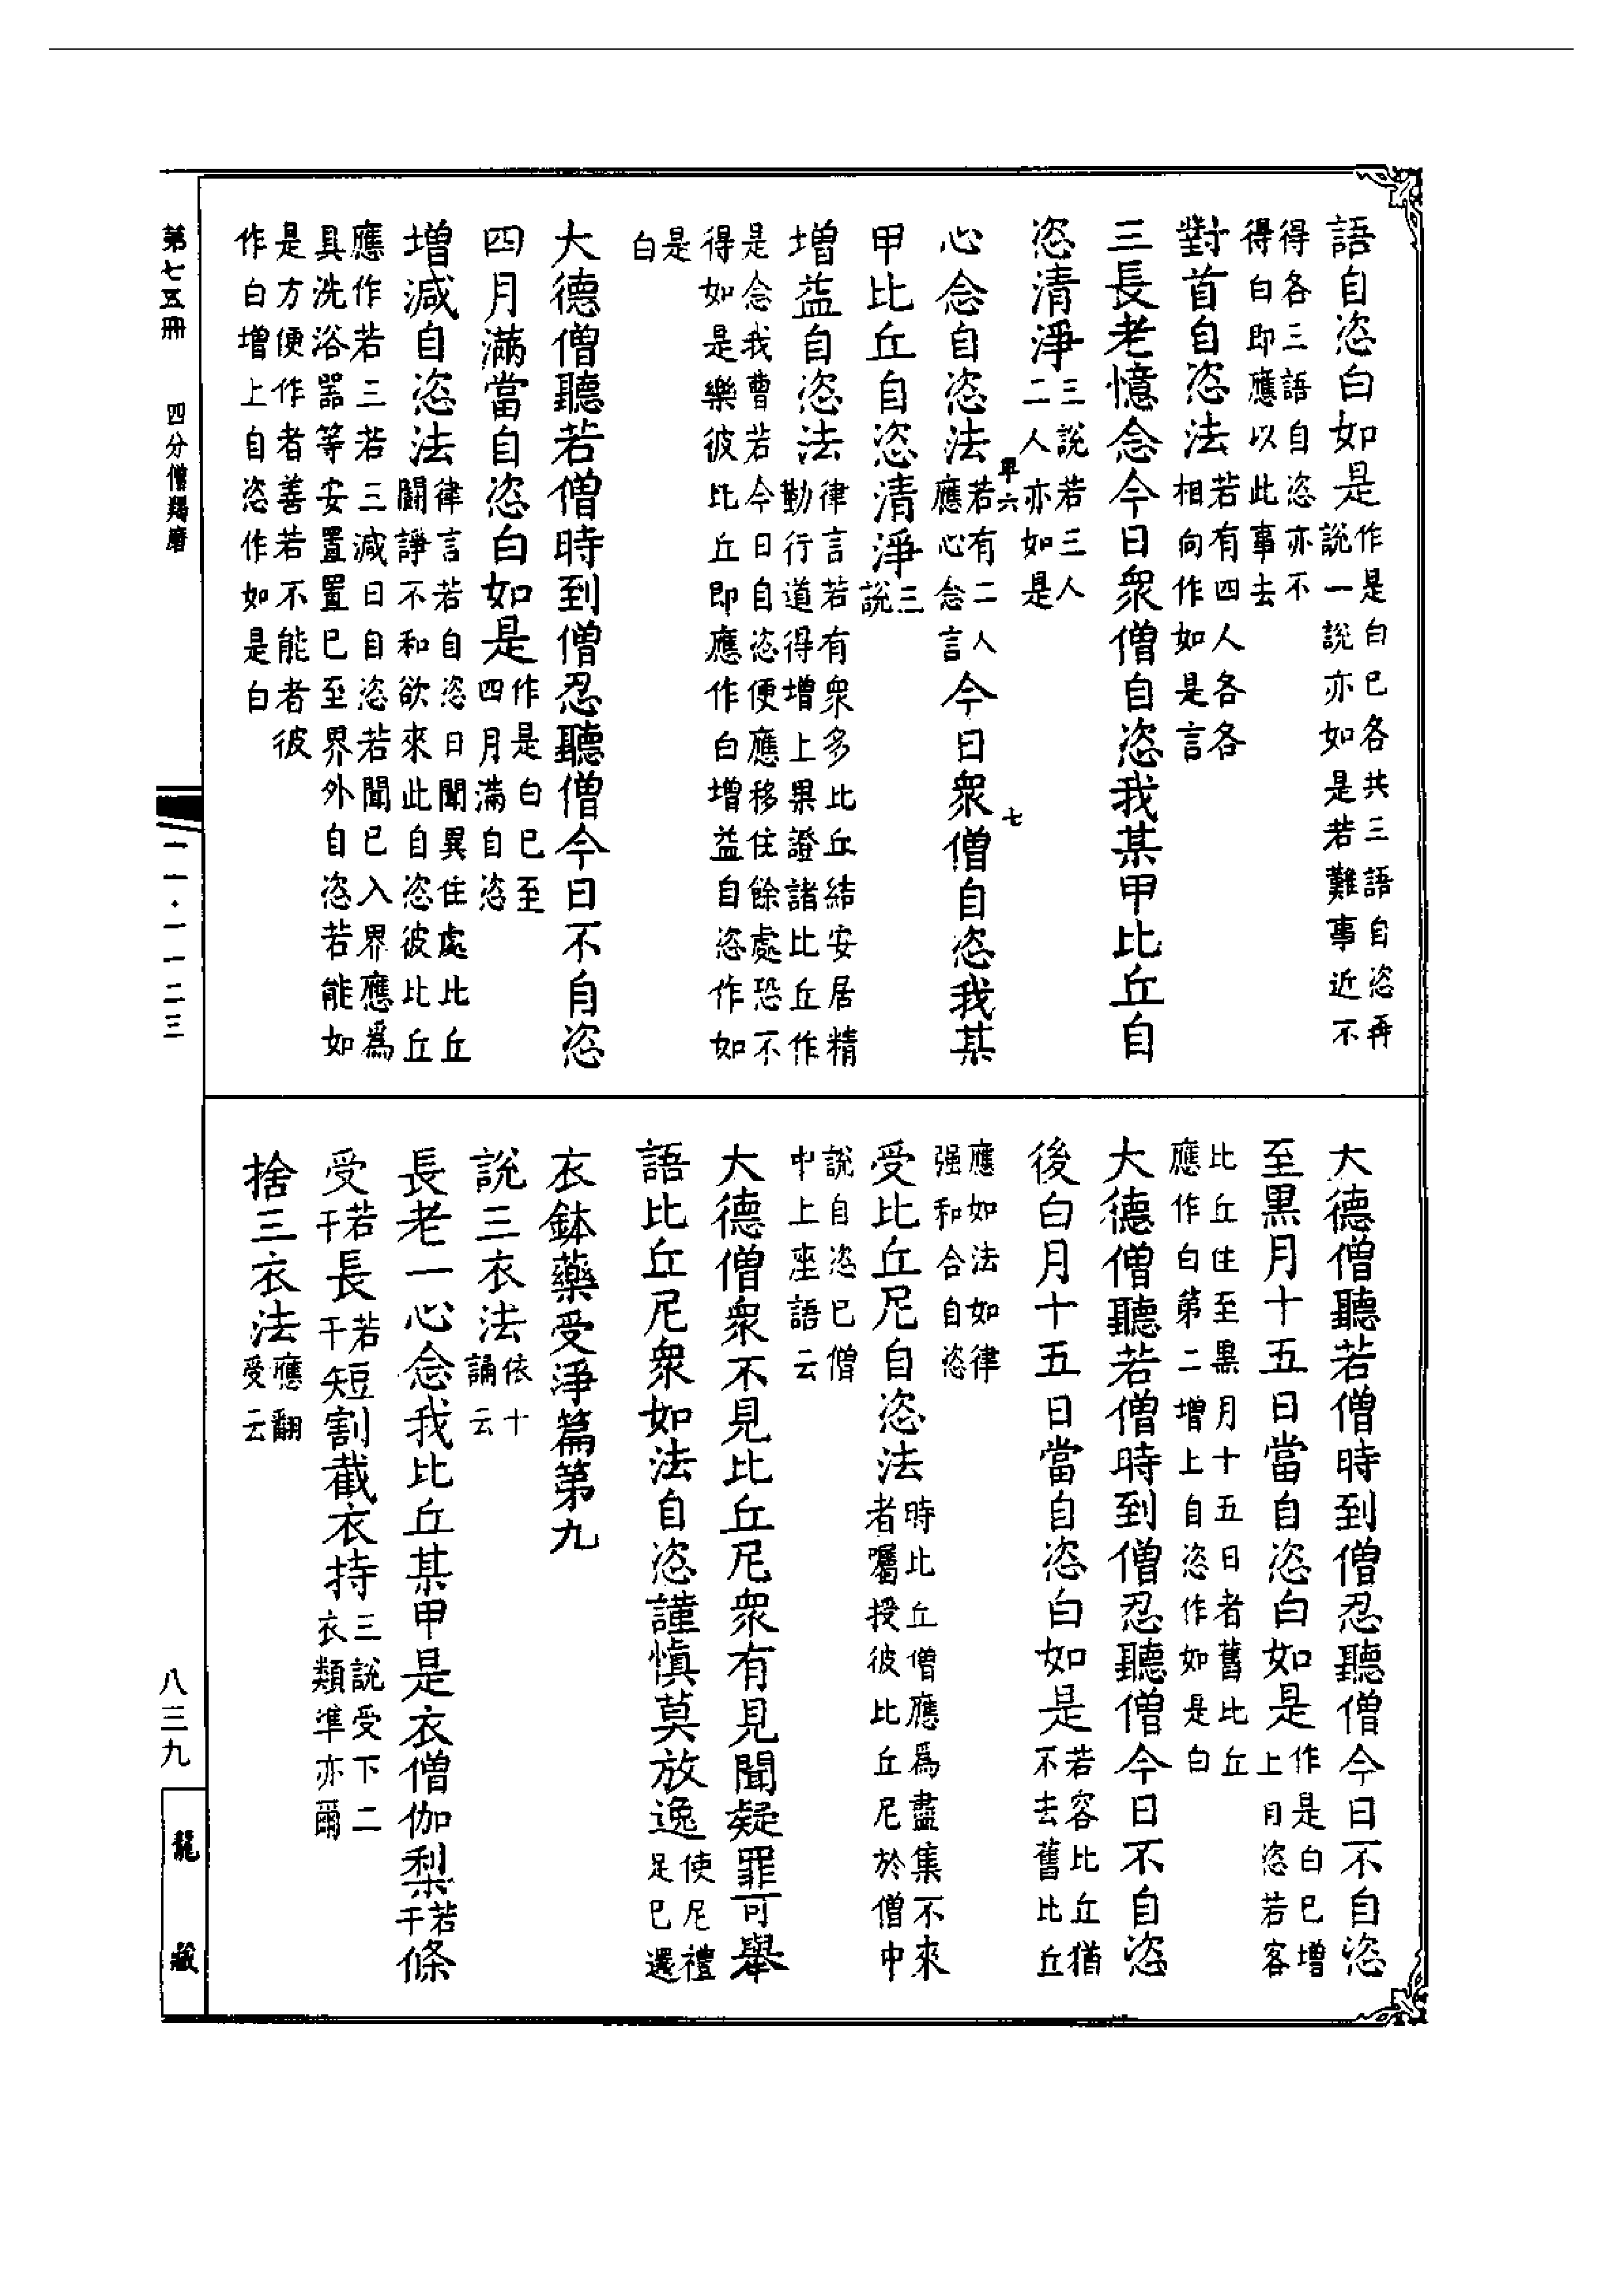 語自恣白如是作是白已各共三語自恣再說一說亦如是若難事近不
得各三語自恣亦不得白即應以此事去
對首自恣法若有四人各各相向作如是言
三長老憶念今日衆僧自恣我某甲比丘自
恣清淨三說若三人二人亦如是
卑六 七
心念自恣法若有二人應心念言今日衆僧自恣我某
甲比丘自恣清淨三說
增益自恣法律言若有衆多比丘結安居精勤行道得增上果證諸比丘作
是念我曹若今日自恣便應移住餘處恐不得如是樂彼比丘即應作白增益自恣作如
是白
大德僧聽若僧時到僧忍聽僧今日不自恣
四月滿當自恣白如是作是白已至四月滿自恣
增減自恣法律言若自恣日聞異住處比丘鬪諍不和欲來此自恣彼比丘
應作若三若三減日自恣若聞已入界應爲具洗浴器等安置置已至界外自恣若能如
是方便作者善若不能者彼作白增上自恣作如是白
第七五冊 四分僧羯磨 一一·一一二三
大德僧聽若僧時到僧忍聽僧今日不自恣
至黑月十五日當自恣白如是作是白已增上自恣若客
比丘住至黑月十五日者舊比丘應作白第二增上自恣作如是白
大德僧聽若僧時到僧忍聽僧今日不自恣
後白月十五日當自恣白如是若容比丘猶不去舊比丘
應如法如律强和合自恣
受比丘尼自恣法時比丘僧應爲盡集不來者囑授彼比丘尼於僧中
說自恣已僧中上座語云
大德僧衆不見比丘尼衆有見聞疑罪可舉
語比丘尼衆如法自恣謹慎莫放逸使尼禮足已還
衣鉢藥受淨篇第九
說三衣法依十誦云
長老一心念我比丘某甲是衣僧伽梨若干條
受若干長若干短割截衣持三說受下二衣類準亦爾
捨三衣法應翻受云
八三九 龍藏